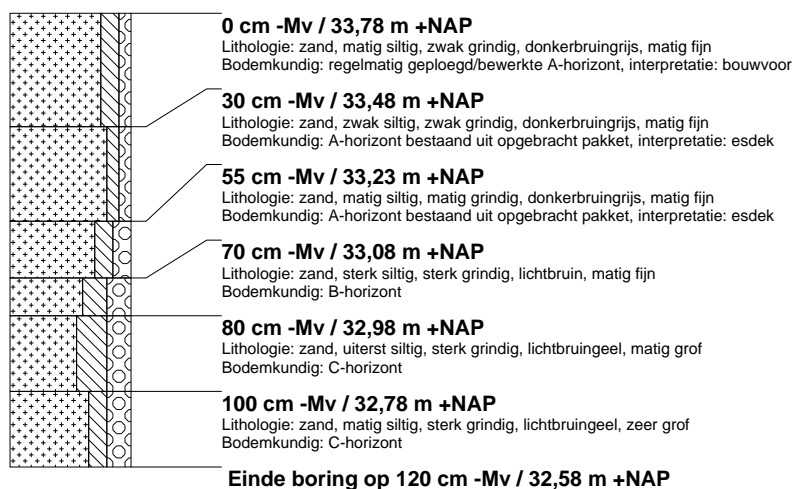 0 cm -Mv / 33,78 m +NAP
Lithologie: zand, matig siltig, zwak grindig, donkerbruingrijs, matig fijn
Bodemkundig: regelmatig geploegd/bewerkte A-horizont, interpretatie: bouwvoor
30 cm -Mv / 33,48 m +NAP
Lithologie: zand, zwak siltig, zwak grindig, donkerbruingrijs, matig fijn
Bodemkundig: A-horizont bestaand uit opgebracht pakket, interpretatie: esdek
55 cm -Mv / 33,23 m +NAP
Lithologie: zand, matig siltig, matig grindig, donkerbruingrijs, matig fijn
Bodemkundig: A-horizont bestaand uit opgebracht pakket, interpretatie: esdek
70 cm -Mv / 33,08 m +NAP
Lithologie: zand, sterk siltig, sterk grindig, lichtbruin, matig fijn
Bodemkundig: B-horizont
80 cm -Mv / 32,98 m +NAP
Lithologie: zand, uiterst siltig, sterk grindig, lichtbruingeel, matig grof
Bodemkundig: C-horizont
100 cm -Mv / 32,78 m +NAP
Lithologie: zand, matig siltig, sterk grindig, lichtbruingeel, zeer grof
Bodemkundig: C-horizont
Einde boring op 120 cm -Mv / 32,58 m +NAP